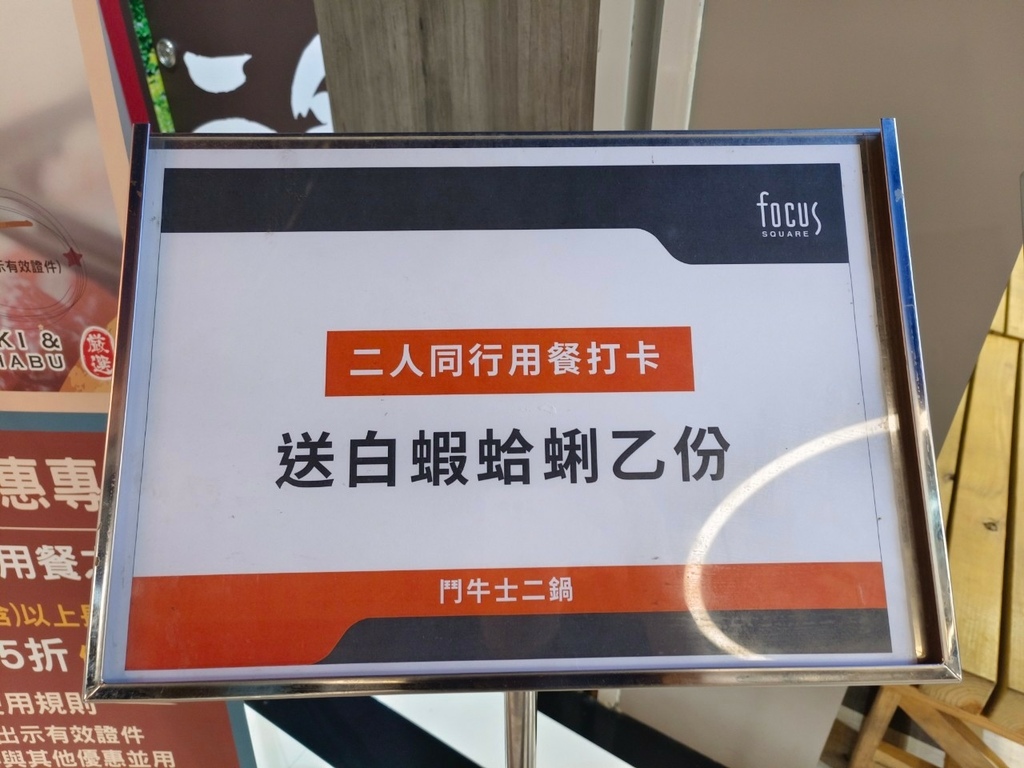 focus
SQUARE
二人同行用餐打卡
送白蝦蛤蜊乙份
鬥牛士二鍋
示有效證件)
KI &
HABU
嚴選
惠專
用餐
含)以上
5折
用規則
出示有效證件
與其他優惠並用